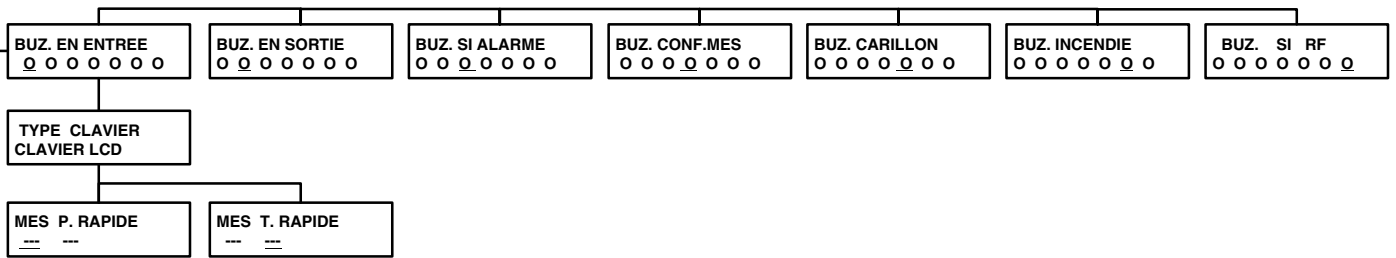 BUZ. EN ENTREE
O O O O O O O
BUZ. EN SORTIE
O O O O O O O
BUZ. SI ALARME
O O O O O O O
BUZ. CONF.MES
O O O O O O O
BUZ. CARILLON
O O O O O O O
BUZ. INCENDIE
O O O O O O O
BUZ. SI RF
O O O O O O O
TYPE CLAVIER
CLAVIER LCD
MES P. RAPIDE
--- ---
MES T. RAPIDE
--- ---